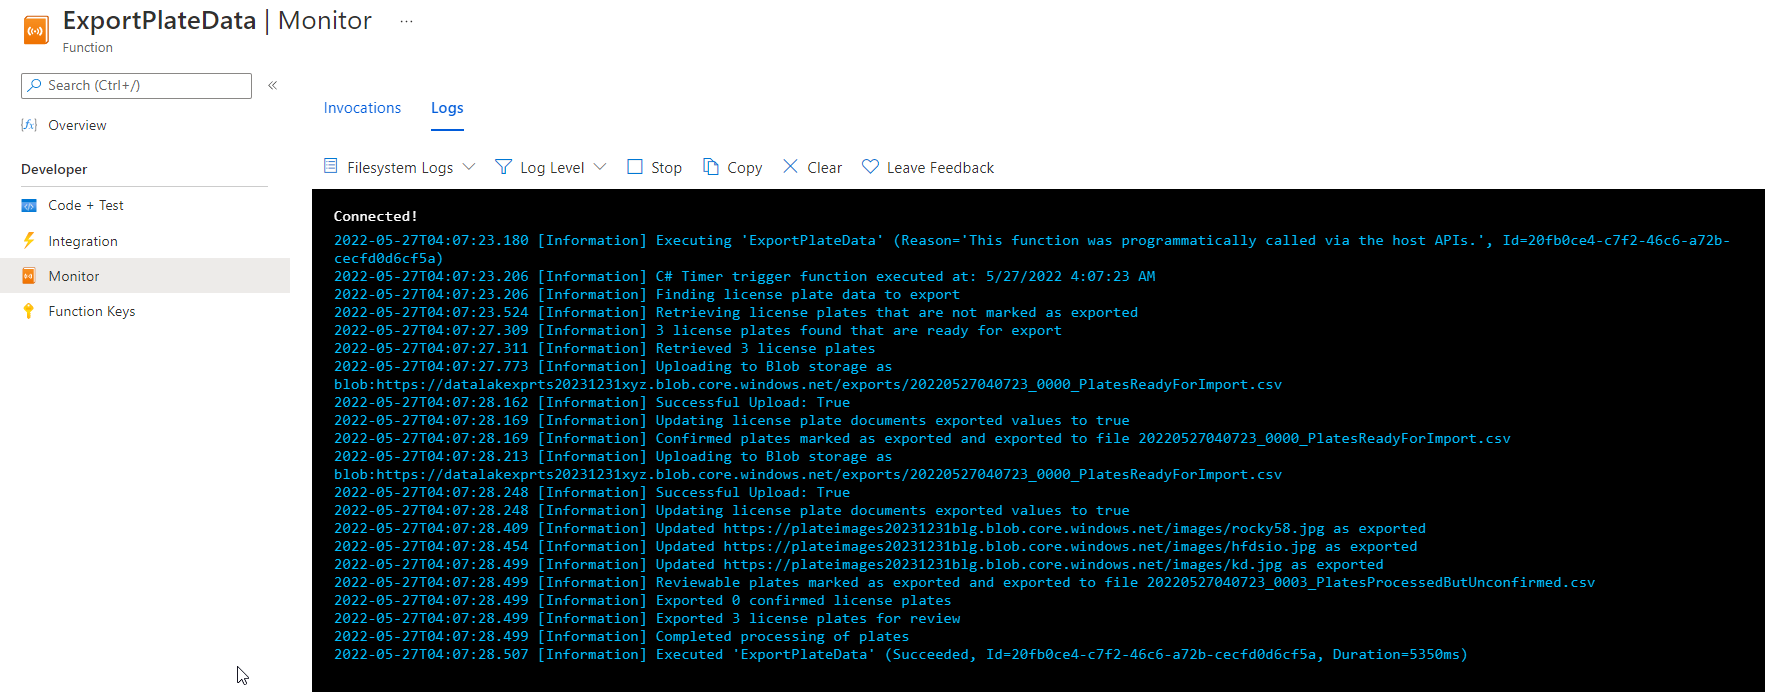 ExportPlateData | Monitor ...
Function
Search (Ctrl+/)
«
Overview
Developer
Code + Test
Integration
Monitor
Function Keys
Invocations Logs
Filesystem Logs Log Level Stop Copy Clear Leave Feedback
Connected!
2022-05-27T04:07:23.180 [Information] Executing 'ExportPlateData' (Reason='This function was programmatically called via the host APIs.', Id=20fb0ce4-c7f2-46c6-a72b-
cecfd0d6cf5a)
2022-05-27T04:07:23.206 [Information] C# Timer trigger function executed at: 5/27/2022 4:07:23 AM
2022-05-27T04:07:23.206 [Information] Finding license plate data to export
2022-05-27T04:07:23.524 [Information] Retrieving license plates that are not marked as exported
2022-05-27T04:07:27.309 [Information] 3 license plates found that are ready for export
2022-05-27T04:07:27.311 [Information] Retrieved 3 license plates
2022-05-27T04:07:27.773 [Information] Uploading to Blob storage as
blob:https://datalakexprts20231231xyz.blob.core.windows.net/exports/20220527040723_0000_PlatesReadyForImport.csv
2022-05-27T04:07:28.162 [Information] Successful Upload: True
2022-05-27T04:07:28.169 [Information] Updating license plate documents exported values to true
2022-05-27T04:07:28.169 [Information] Confirmed plates marked as exported and exported to file 20220527040723_0000_PlatesReadyForImport.csv
2022-05-27T04:07:28.213 [Information] Uploading to Blob storage as
blob:https://datalakexprts20231231xyz.blob.core.windows.net/exports/20220527040723_0000_PlatesReadyForImport.csv
2022-05-27T04:07:28.248 [Information] Successful Upload: True
2022-05-27T04:07:28.248 [Information] Updating license plate documents exported values to true
2022-05-27T04:07:28.409 [Information] Updated https://plateimages20231231blg.blob.core.windows.net/images/rocky58.jpg as exported
2022-05-27T04:07:28.454 [Information] Updated https://plateimages20231231blg.blob.core.windows.net/images/hfdsio.jpg as exported
2022-05-27T04:07:28.499 [Information] Updated https://plateimages20231231blg.blob.core.windows.net/images/kd.jpg as exported
2022-05-27T04:07:28.499 [Information] Reviewable plates marked as exported and exported to file 20220527040723_0003_PlatesProcessedButUnconfirmed.csv
2022-05-27T04:07:28.499 [Information] Exported 0 confirmed license plates
2022-05-27T04:07:28.499 [Information] Exported 3 license plates for review
2022-05-27T04:07:28.499 [Information] Completed processing of plates
2022-05-27T04:07:28.507 [Information] Executed 'ExportPlateData' (Succeeded, Id=20fb0ce4-c7f2-46c6-a72b-cecfd0d6cf5a, Duration=5350ms)